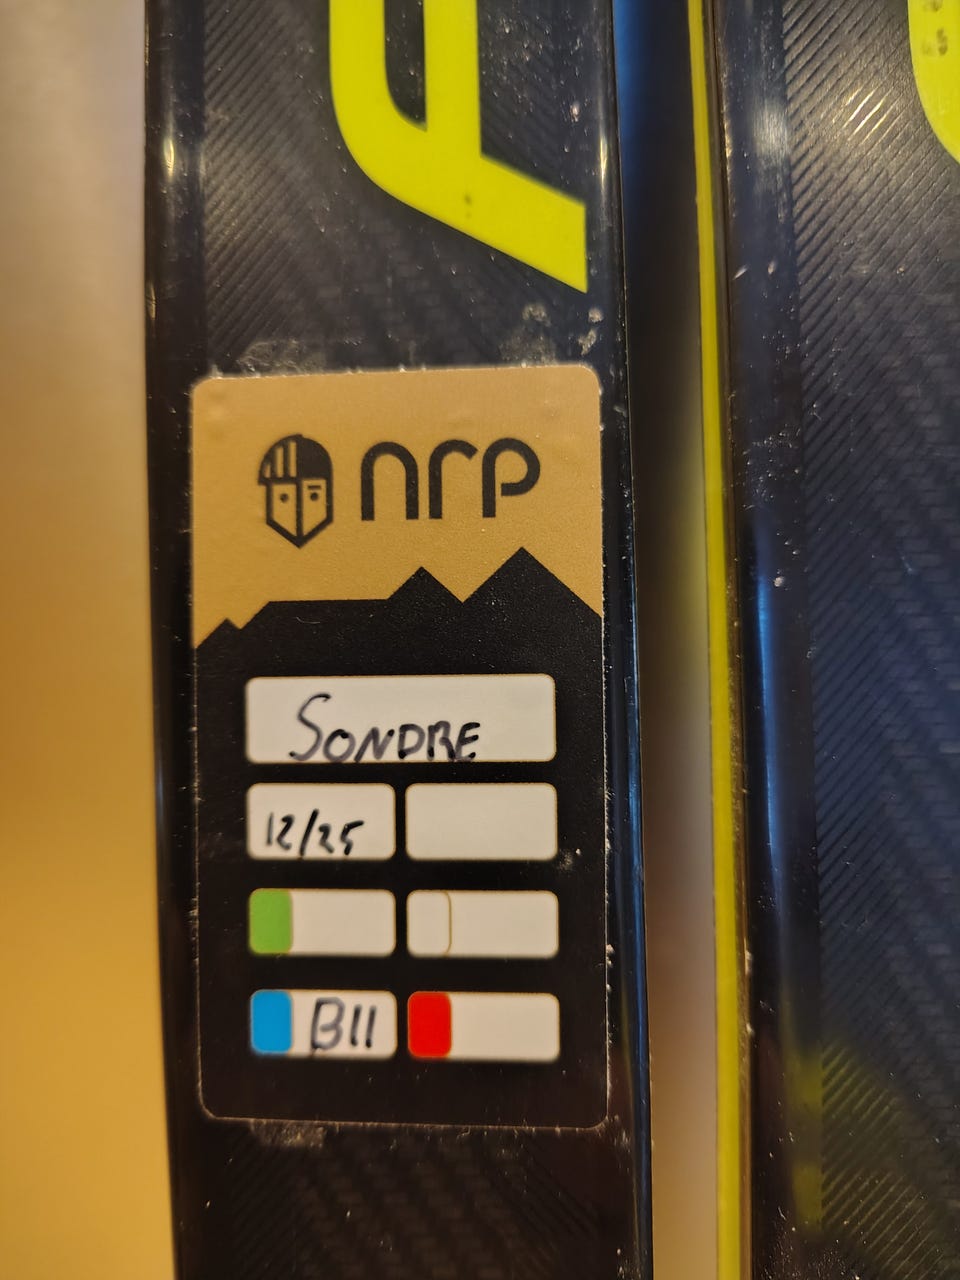 nrp
SONDRE
12/25
B11